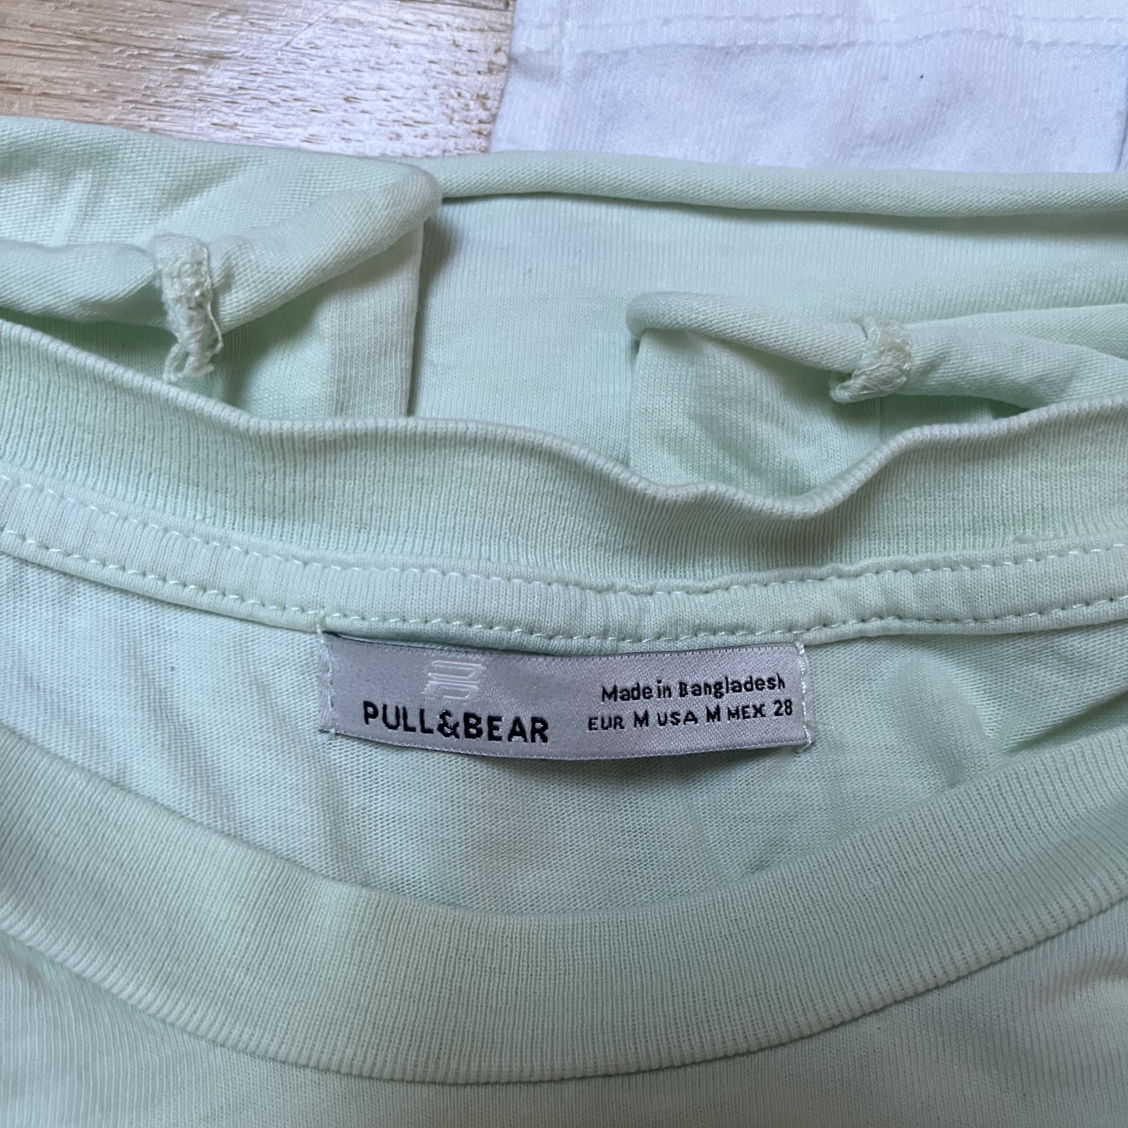 PULL&BEAR
Made in Bangladesh
EUR M USA M MEX 28